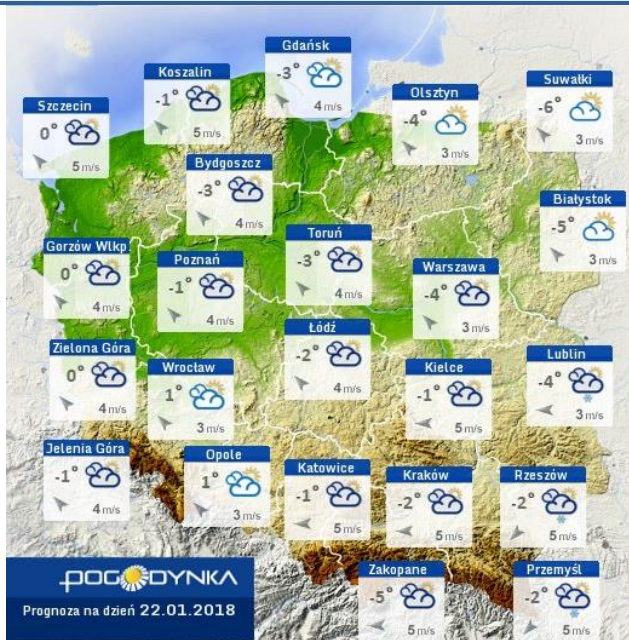 Gdańsk
-3°
4 m/s
Koszalin
-1°
5 m/s
Szczecin
0°
5 m/s
Olsztyn
-4°
3 m/s
Suwałki
-6°
3 m/s
Bydgoszcz
-3°
4 m/s
Białystok
-5°
3 m/s
Gorzów Wlkp
0°
4 m/s
Poznań
-1°
4 m/s
Toruń
-3°
4 m/s
Warszawa
-4°
3 m/s
Zielona Góra
0°
4 m/s
Wrocław
1°
3 m/s
Łódź
-2°
4 m/s
Kielce
-1°
5 m/s
Lublin
-4°
3 m/s
Jelenia Góra
-1°
4 m/s
Opole
1°
3 m/s
Katowice
-1°
5 m/s
Kraków
-2°
5 m/s
Rzeszów
-2°
5 m/s
Zakopane
-5°
5 m/s
Przemyśl
-2°
5 m/s
POGODYNKA
Prognoza na dzień 22.01.2018